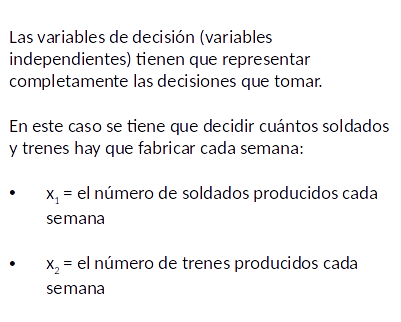 Las variables de decisión (variables
independientes) tienen que representar
completamente las decisiones que tomar.
En este caso se tiene que decidir cuántos soldados
y trenes hay que fabricar cada semana:
• x₁ = el número de soldados producidos cada
semana
• x₂ = el número de trenes producidos cada
semana